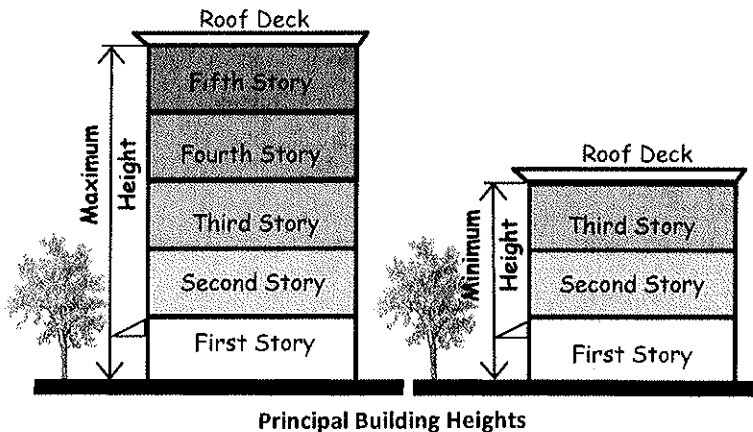 Roof Deck
Fifth Story
Fourth Story
Third Story
Second Story
First Story
Maximum
Height
Roof Deck
Third Story
Second Story
First Story
Minimum
Height
Principal Building Heights